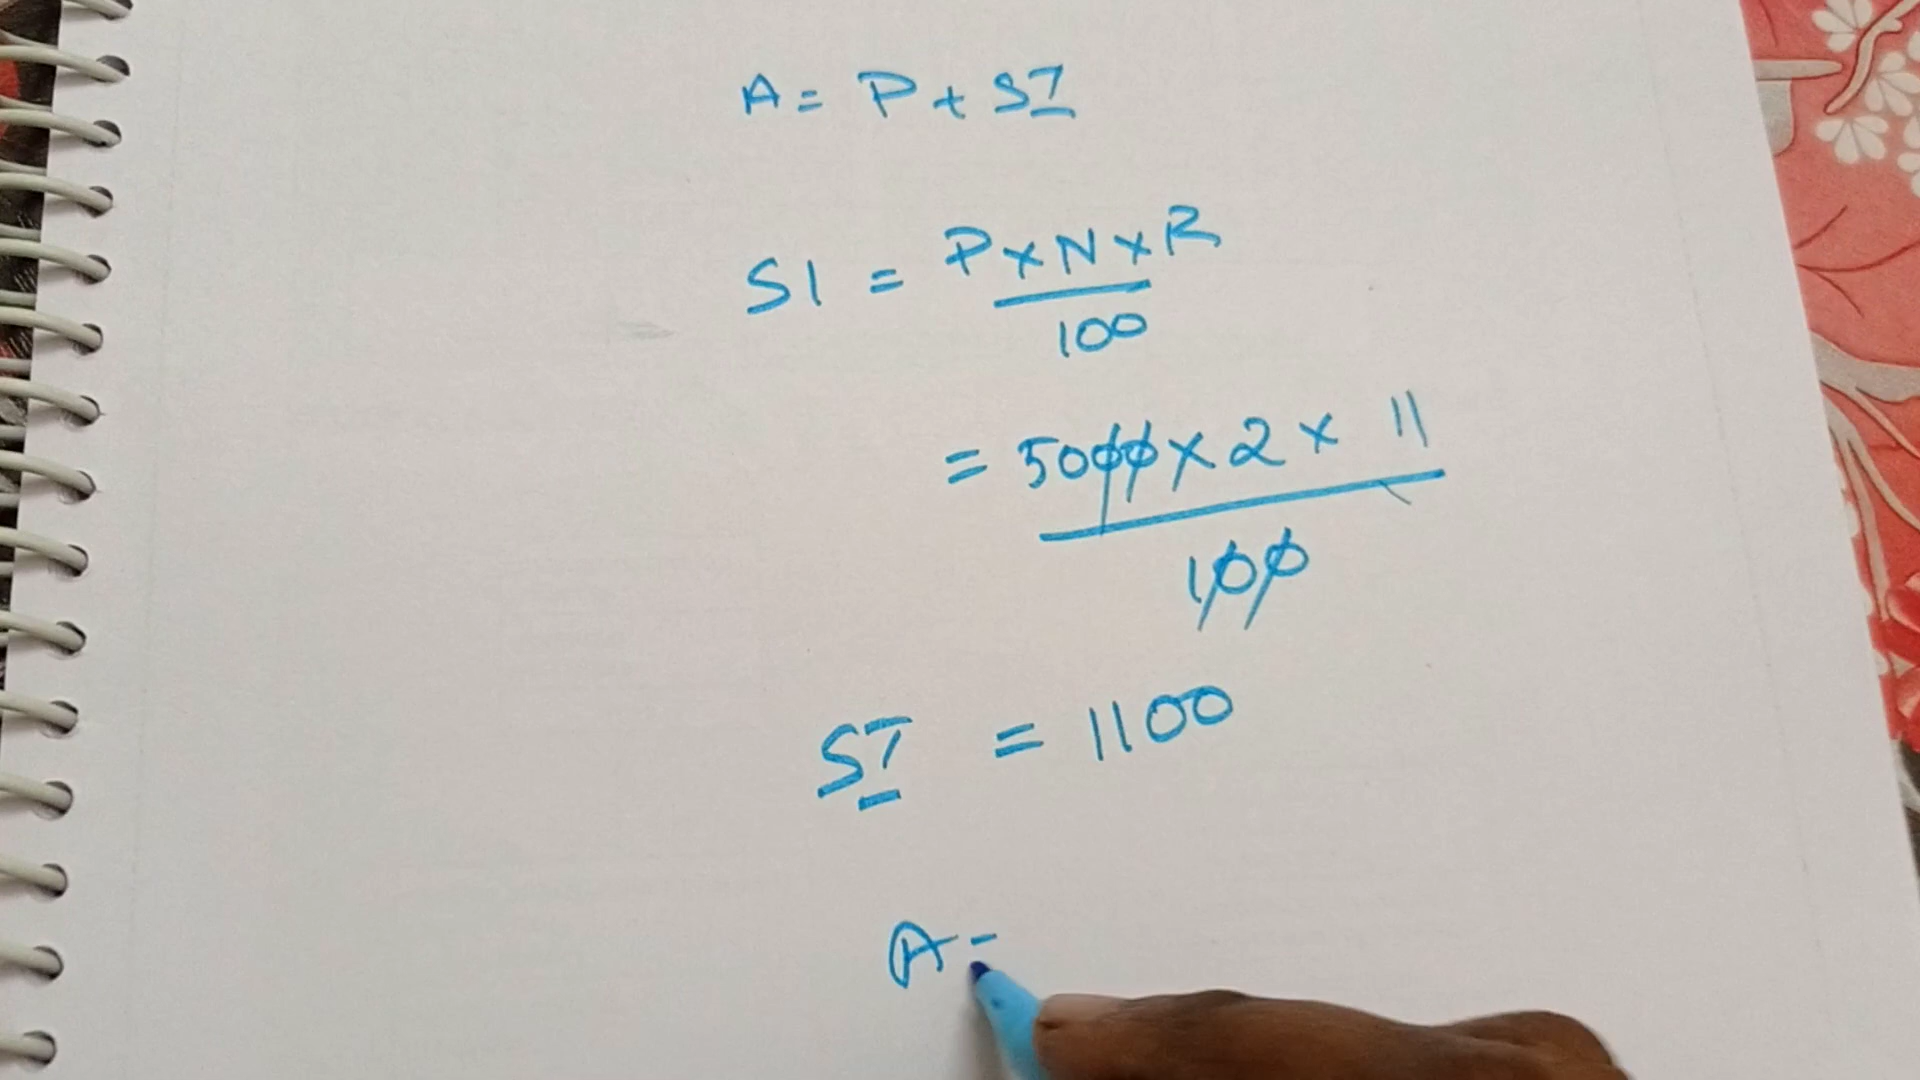 A = P + SI
SI = P × N × R
100
= 5000 × 2 × 11
100
SI = 1100
A =